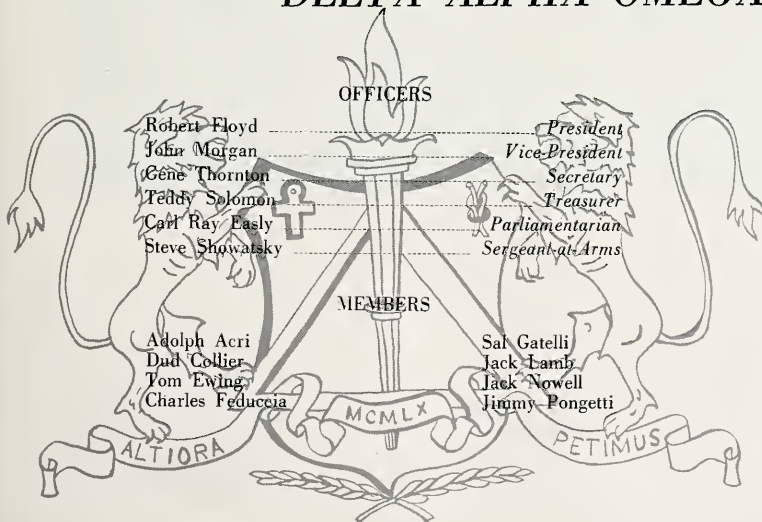 DELTA ALPHA OMEGA
OFFICERS
Robert Floyd President
John Morgan Vice-President
Gene Thornton Secretary
Teddy Solomon Treasurer
Carl Ray Easly Parliamentarian
Steve Showatsky Sergeant-at-Arms
MEMBERS
Adolph Acri
Dud Collier
Tom Ewing
Charles Feduccia
Sal Gatelli
Jack Lamb
Jack Nowell
Jimmy Pongetti
MCMLX
ALTIORA PETIMUS